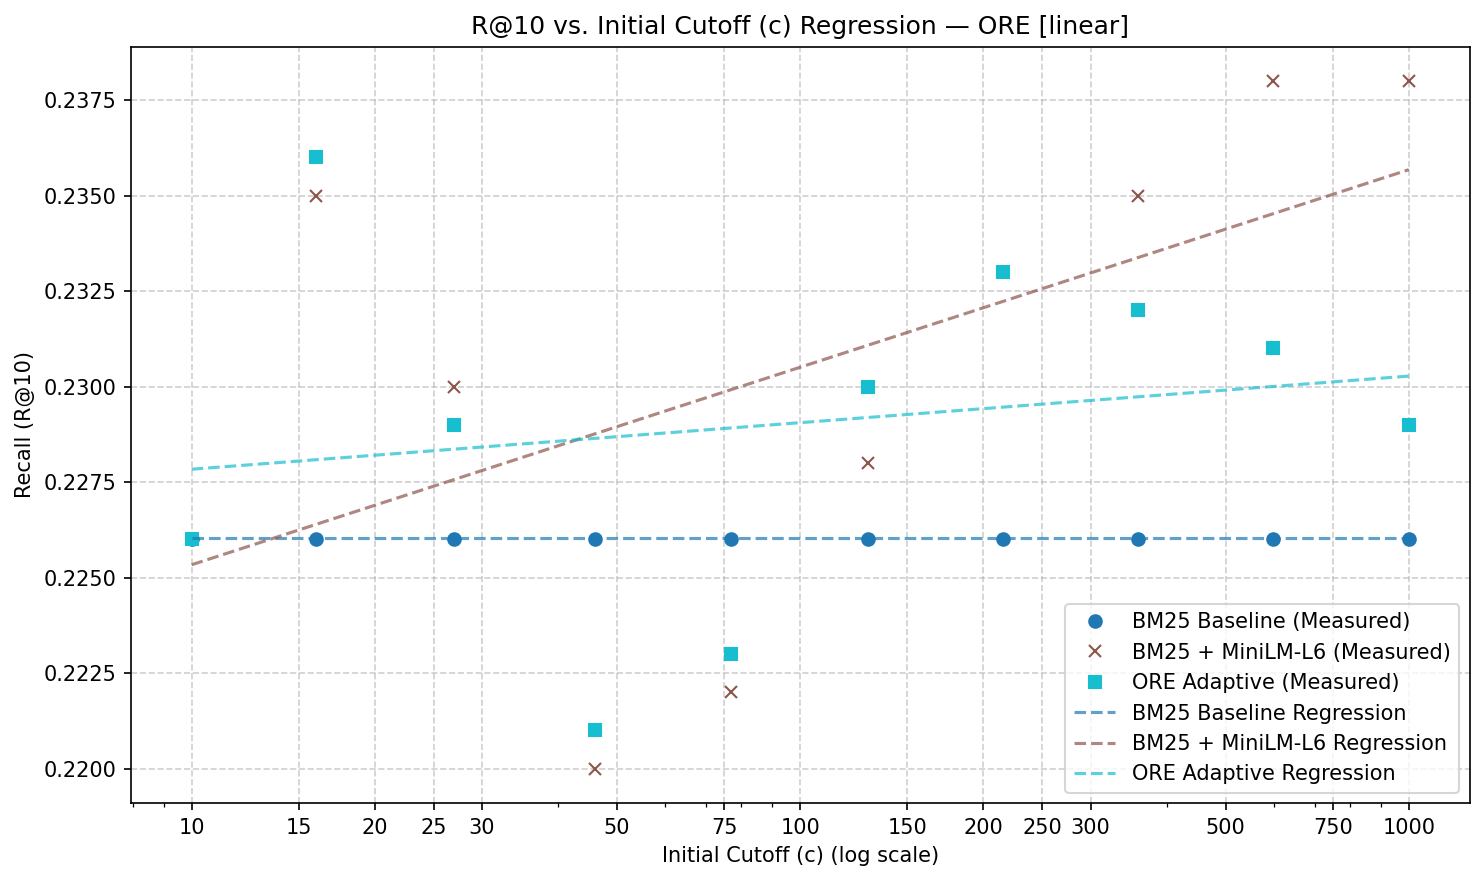 R@10 vs. Initial Cutoff (c) Regression — ORE [linear]
Recall (R@10)
0.2375
0.2350
0.2325
0.2300
0.2275
0.2250
0.2225
0.2200
BM25 Baseline (Measured)
BM25 + MiniLM-L6 (Measured)
ORE Adaptive (Measured)
BM25 Baseline Regression
BM25 + MiniLM-L6 Regression
ORE Adaptive Regression
10 15 20 25 30 50 75 100 150 200 250 300 500 750 1000
Initial Cutoff (c) (log scale)